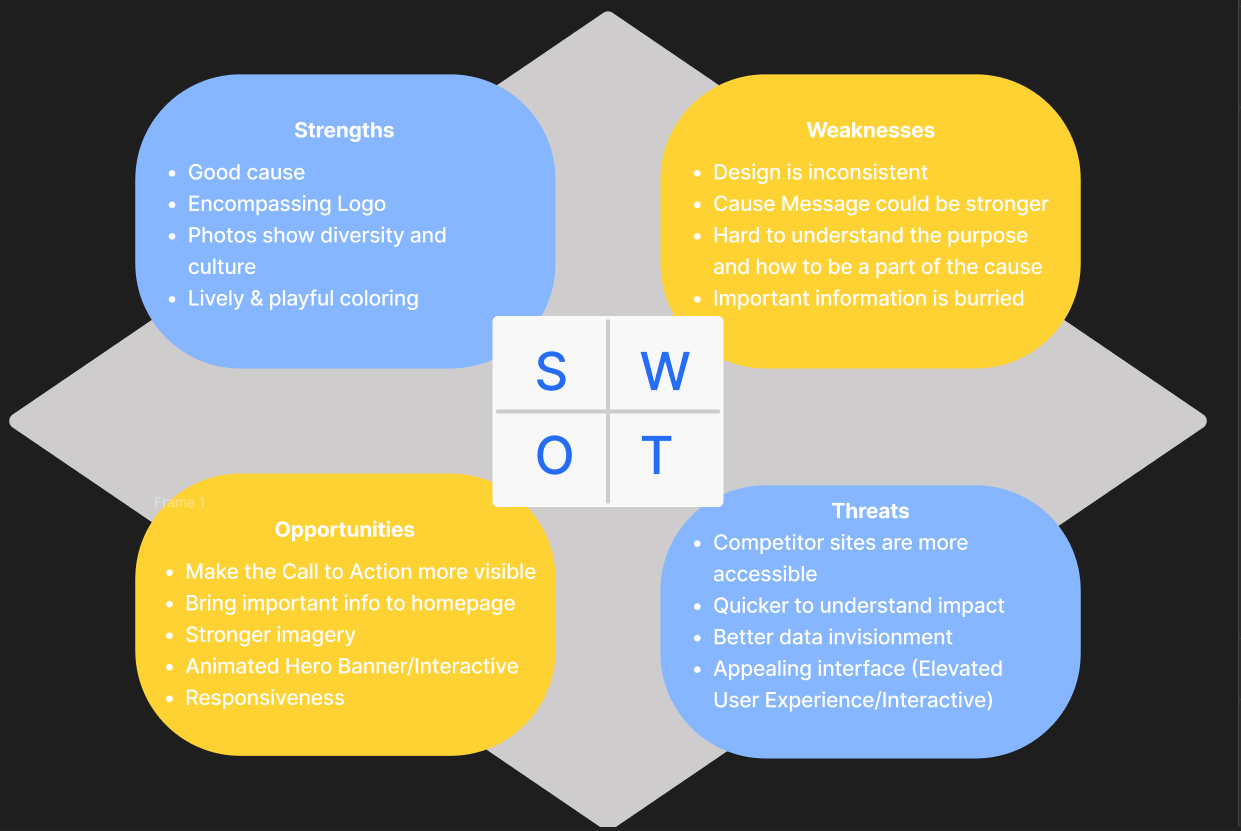 Strengths
• Good cause
• Encompassing Logo
• Photos show diversity and
culture
• Lively & playful coloring
Weaknesses
• Design is inconsistent
• Cause Message could be stronger
• Hard to understand the purpose
and how to be a part of the cause
• Important information is burried
S W
O T
Frame 1
Opportunities
• Make the Call to Action more visible
• Bring important info to homepage
• Stronger imagery
• Animated Hero Banner/Interactive
• Responsiveness
Threats
• Competitor sites are more
accessible
• Quicker to understand impact
• Better data invisionment
• Appealing interface (Elevated
User Experience/Interactive)